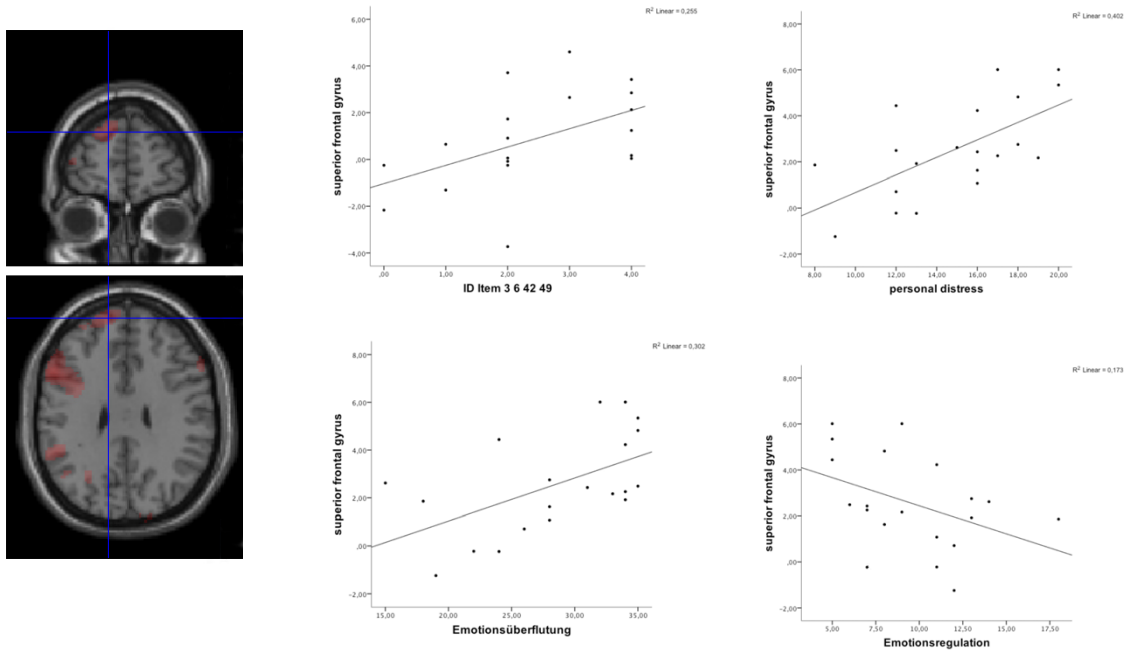 R² Linear = 0,255
6,00
4,00
2,00
,00
−2,00
−4,00
superior frontal gyrus
,00 1,00 2,00 3,00 4,00
ID Item 3 6 42 49
R² Linear = 0,402
8,00
6,00
4,00
2,00
,00
−2,00
superior frontal gyrus
8,00 10,00 12,00 14,00 16,00 18,00 20,00
personal distress
R² Linear = 0,302
8,00
6,00
4,00
2,00
,00
−2,00
superior frontal gyrus
15,00 20,00 25,00 30,00 35,00
Emotionsüberflutung
R² Linear = 0,173
8,00
6,00
4,00
2,00
,00
−2,00
superior frontal gyrus
5,00 7,50 10,00 12,50 15,00 17,50
Emotionsregulation